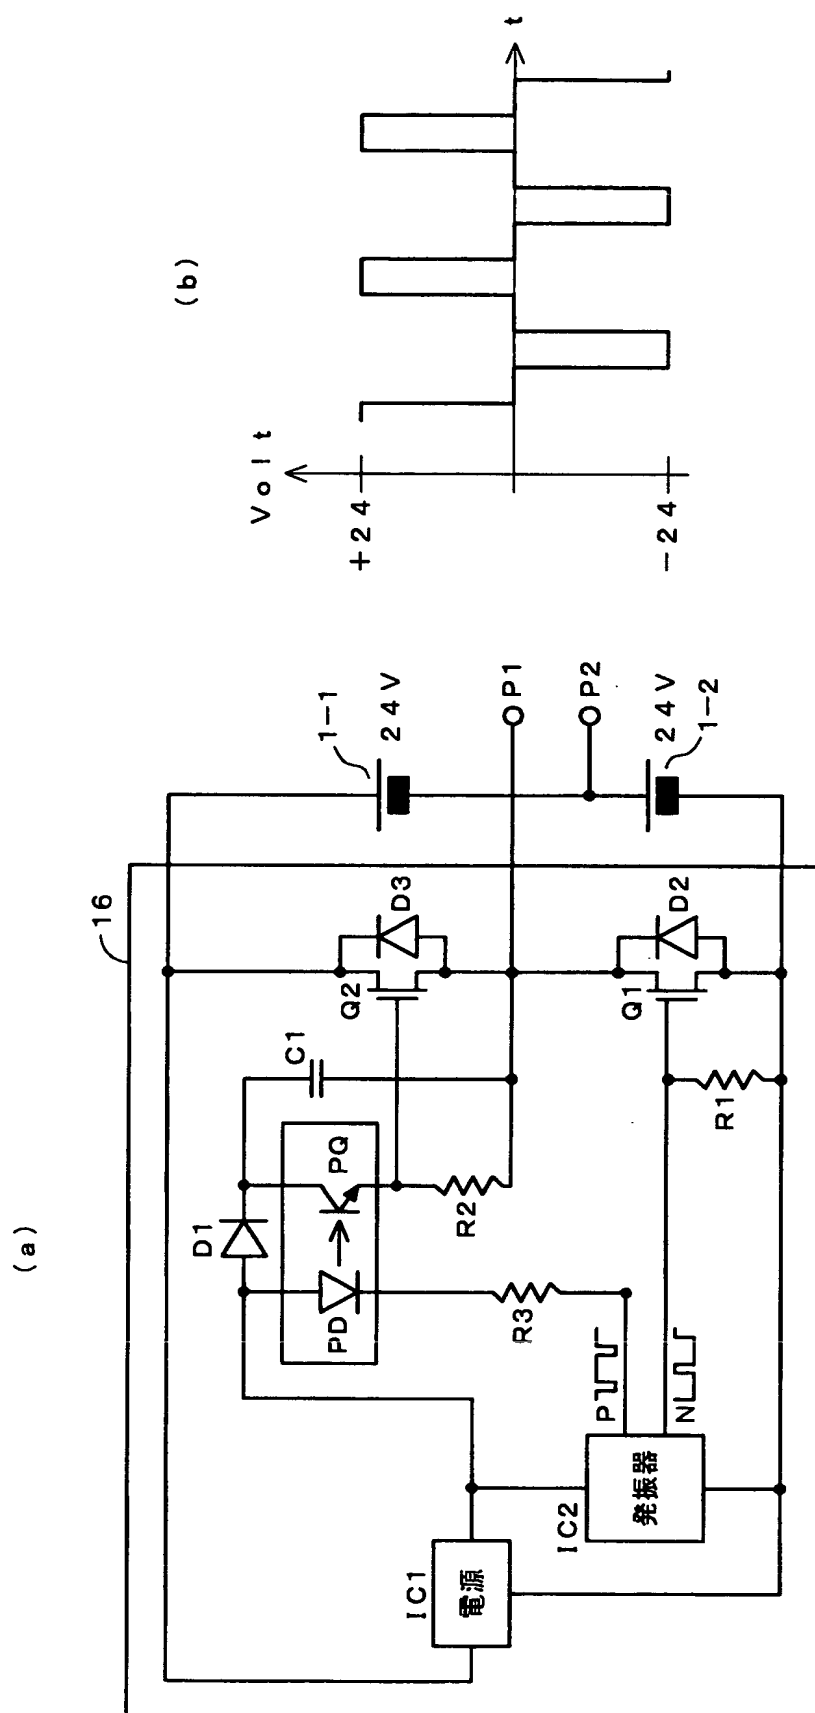 (a)
16
IC1
電源
IC2
発振器
P
N
D1
PD
PQ
R3
R2
C1
Q2
D3
Q1
D2
R1
1-1
24V
P1
P2
24V
1-2
(b)
Volt
+24
-24
t